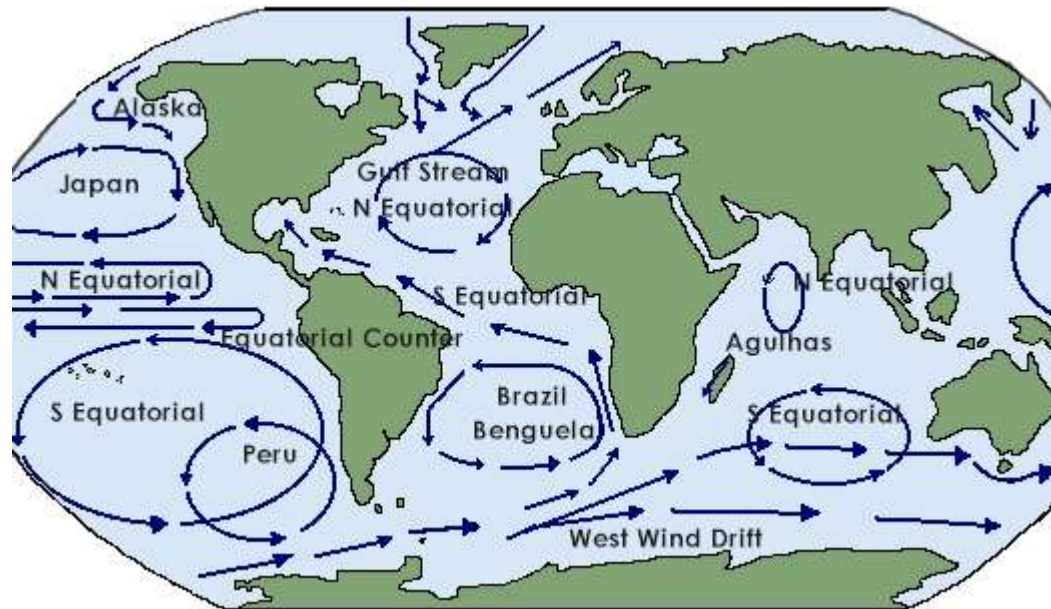 Alaska
Gulf Stream
Japan
N Equatorial
N Equatorial
N Equatorial
S Equatorial
Equatorial Counter
Agulhas
S Equatorial
Brazil
S Equatorial
Benguela
Peru
West Wind Drift